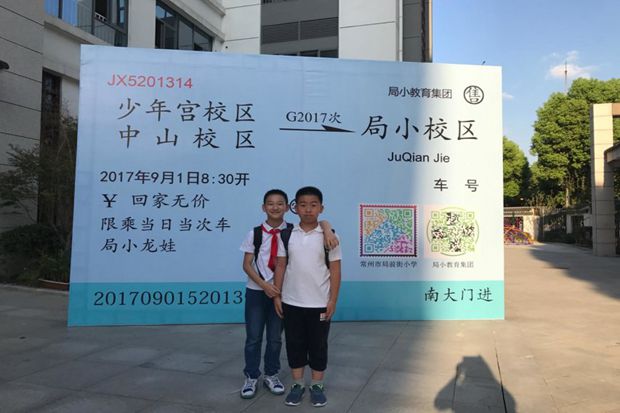 JX5201314
局小教育集团
售
少年宫校区
中山校区
G2017次
局小校区
JuQian Jie
2017年9月1日8:30开
车 号
￥ 回家无价
限乘当日当次车
局小龙娃
常州市局前街小学
局小教育集团
2017090152013
南大门进